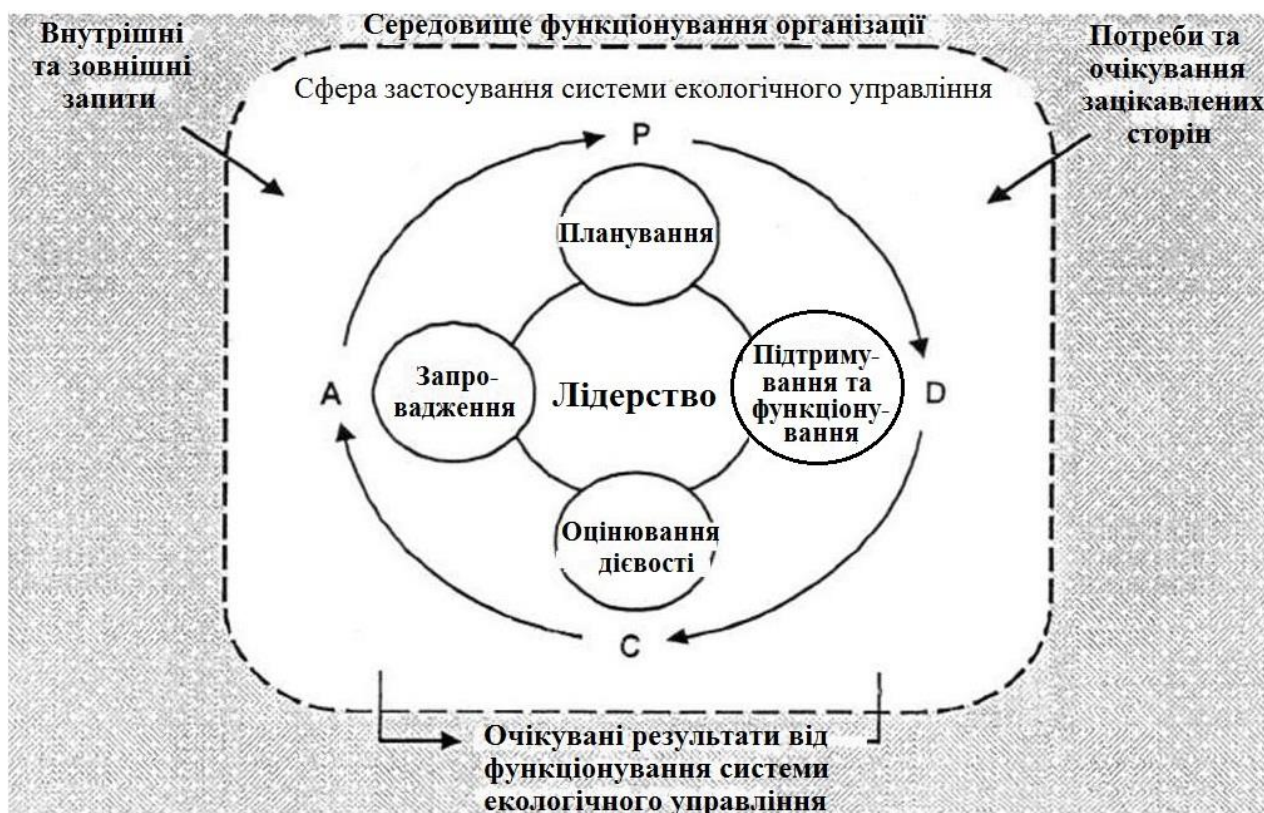 Середовище функціонування організації
Внутрішні
та зовнішні
запити
Потреби та
очікування
зацікавлених
сторін
Сфера застосування системи екологічного управління
P
Планування
A
Запро-
вадження
Лідерство
Підтриму-
вання та
функціону-
вання
D
Оцінювання
дієвості
C
Очікувані результати від
функціонування системи
екологічного управління